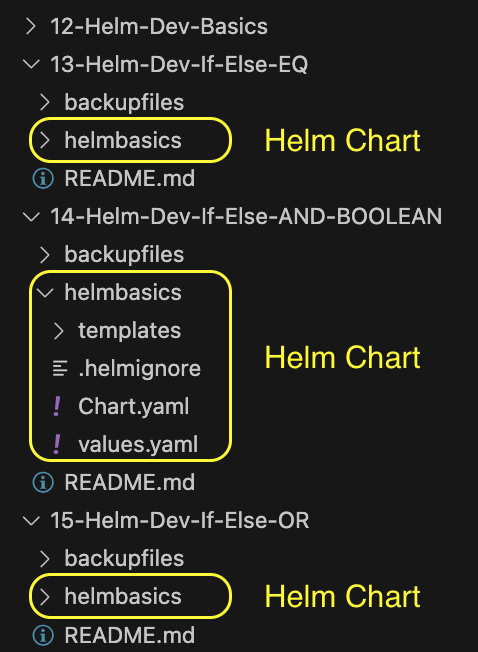 12-Helm-Dev-Basics
13-Helm-Dev-If-Else-EQ
backupfiles
helmbasics Helm Chart
README.md
14-Helm-Dev-If-Else-AND-BOOLEAN
backupfiles
helmbasics
templates
.helmignore Helm Chart
Chart.yaml
values.yaml
README.md
15-Helm-Dev-If-Else-OR
backupfiles
helmbasics Helm Chart
README.md